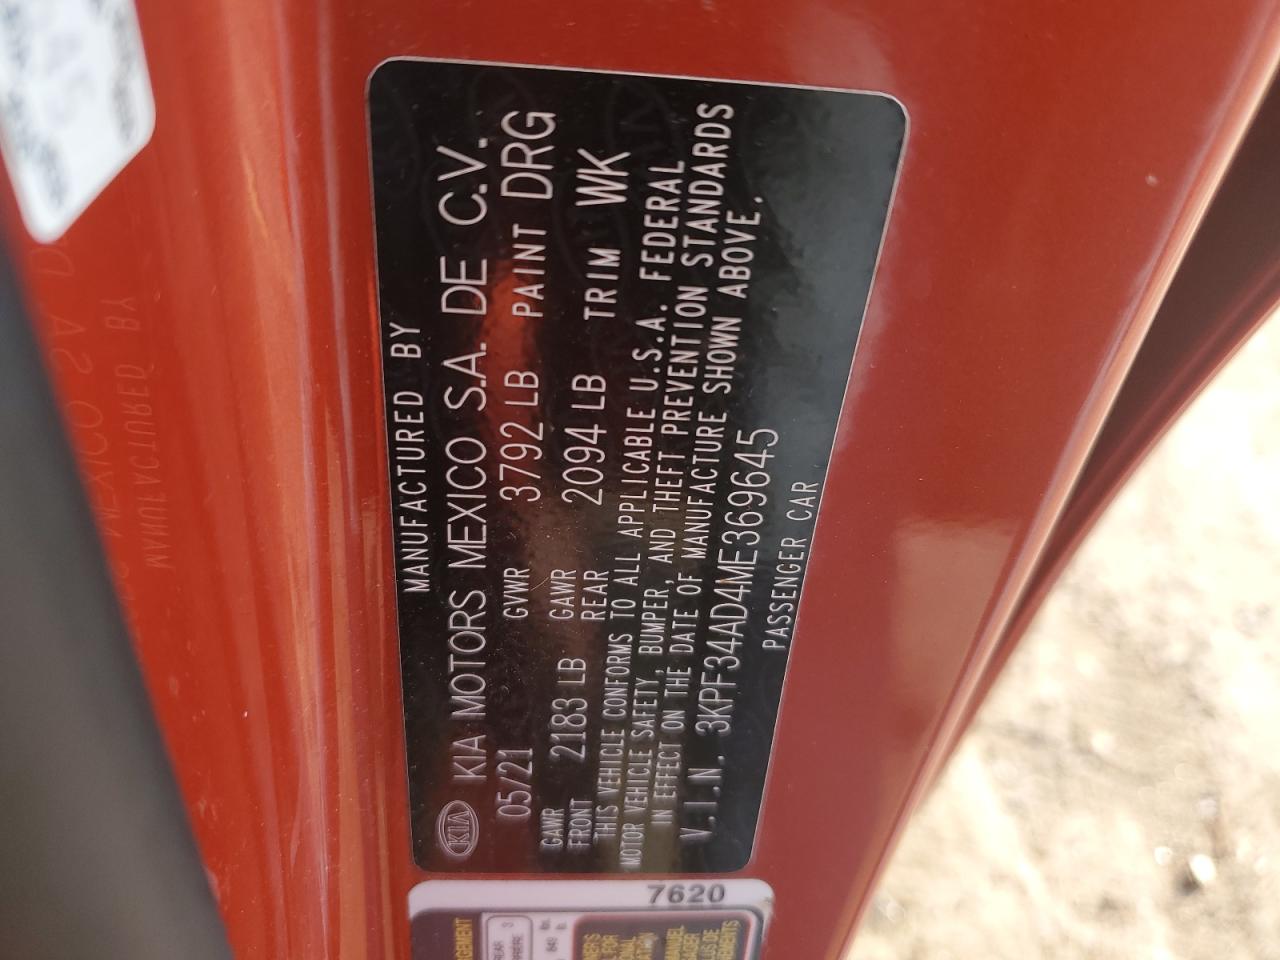 MANUFACTURED BY
KIA KIA MOTORS MEXICO S.A. DE C.V.
05/21 GVWR 3792 LB PAINT DRG
GAWR FRONT 2183 LB GAWR REAR 2094 LB TRIM WK
THIS VEHICLE CONFORMS TO ALL APPLICABLE U.S.A. FEDERAL
MOTOR VEHICLE SAFETY, BUMPER, AND THEFT PREVENTION STANDARDS
IN EFFECT ON THE DATE OF MANUFACTURE SHOWN ABOVE.
V.I.N. 3KPF34AD4ME369645
PASSENGER CAR
7620